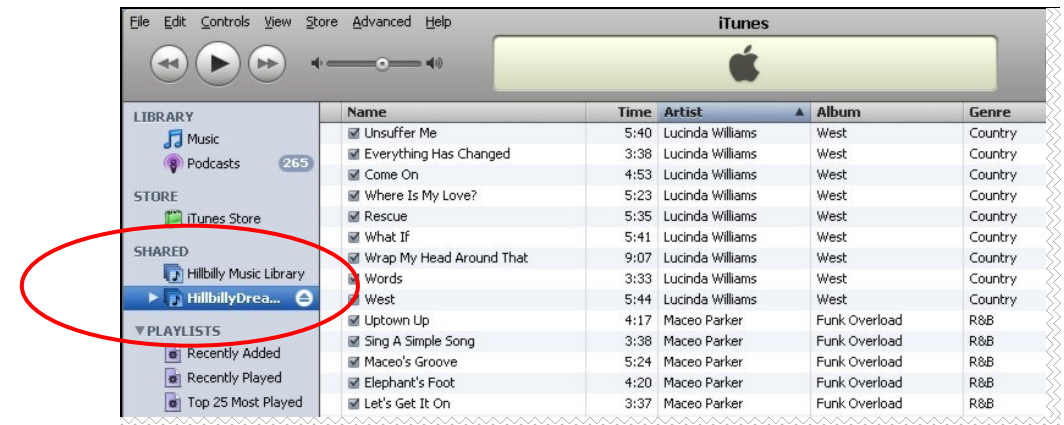 File Edit Controls View Store Advanced Help
iTunes
LIBRARY
Music
Podcasts 265
STORE
iTunes Store
SHARED
Hillbilly Music Library
HillbillyDrea...
PLAYLISTS
Recently Added
Recently Played
Top 25 Most Played
Name Time Artist Album Genre
Unsuffer Me 5:40 Lucinda Williams West Country
Everything Has Changed 3:38 Lucinda Williams West Country
Come On 4:53 Lucinda Williams West Country
Where Is My Love? 5:23 Lucinda Williams West Country
Rescue 5:35 Lucinda Williams West Country
What If 5:41 Lucinda Williams West Country
Wrap My Head Around That 9:07 Lucinda Williams West Country
Words 3:33 Lucinda Williams West Country
West 5:44 Lucinda Williams West Country
Uptown Up 4:17 Maceo Parker Funk Overload R&B
Sing A Simple Song 3:38 Maceo Parker Funk Overload R&B
Maceo's Groove 5:24 Maceo Parker Funk Overload R&B
Elephant's Foot 4:20 Maceo Parker Funk Overload R&B
Let's Get It On 3:37 Maceo Parker Funk Overload R&B